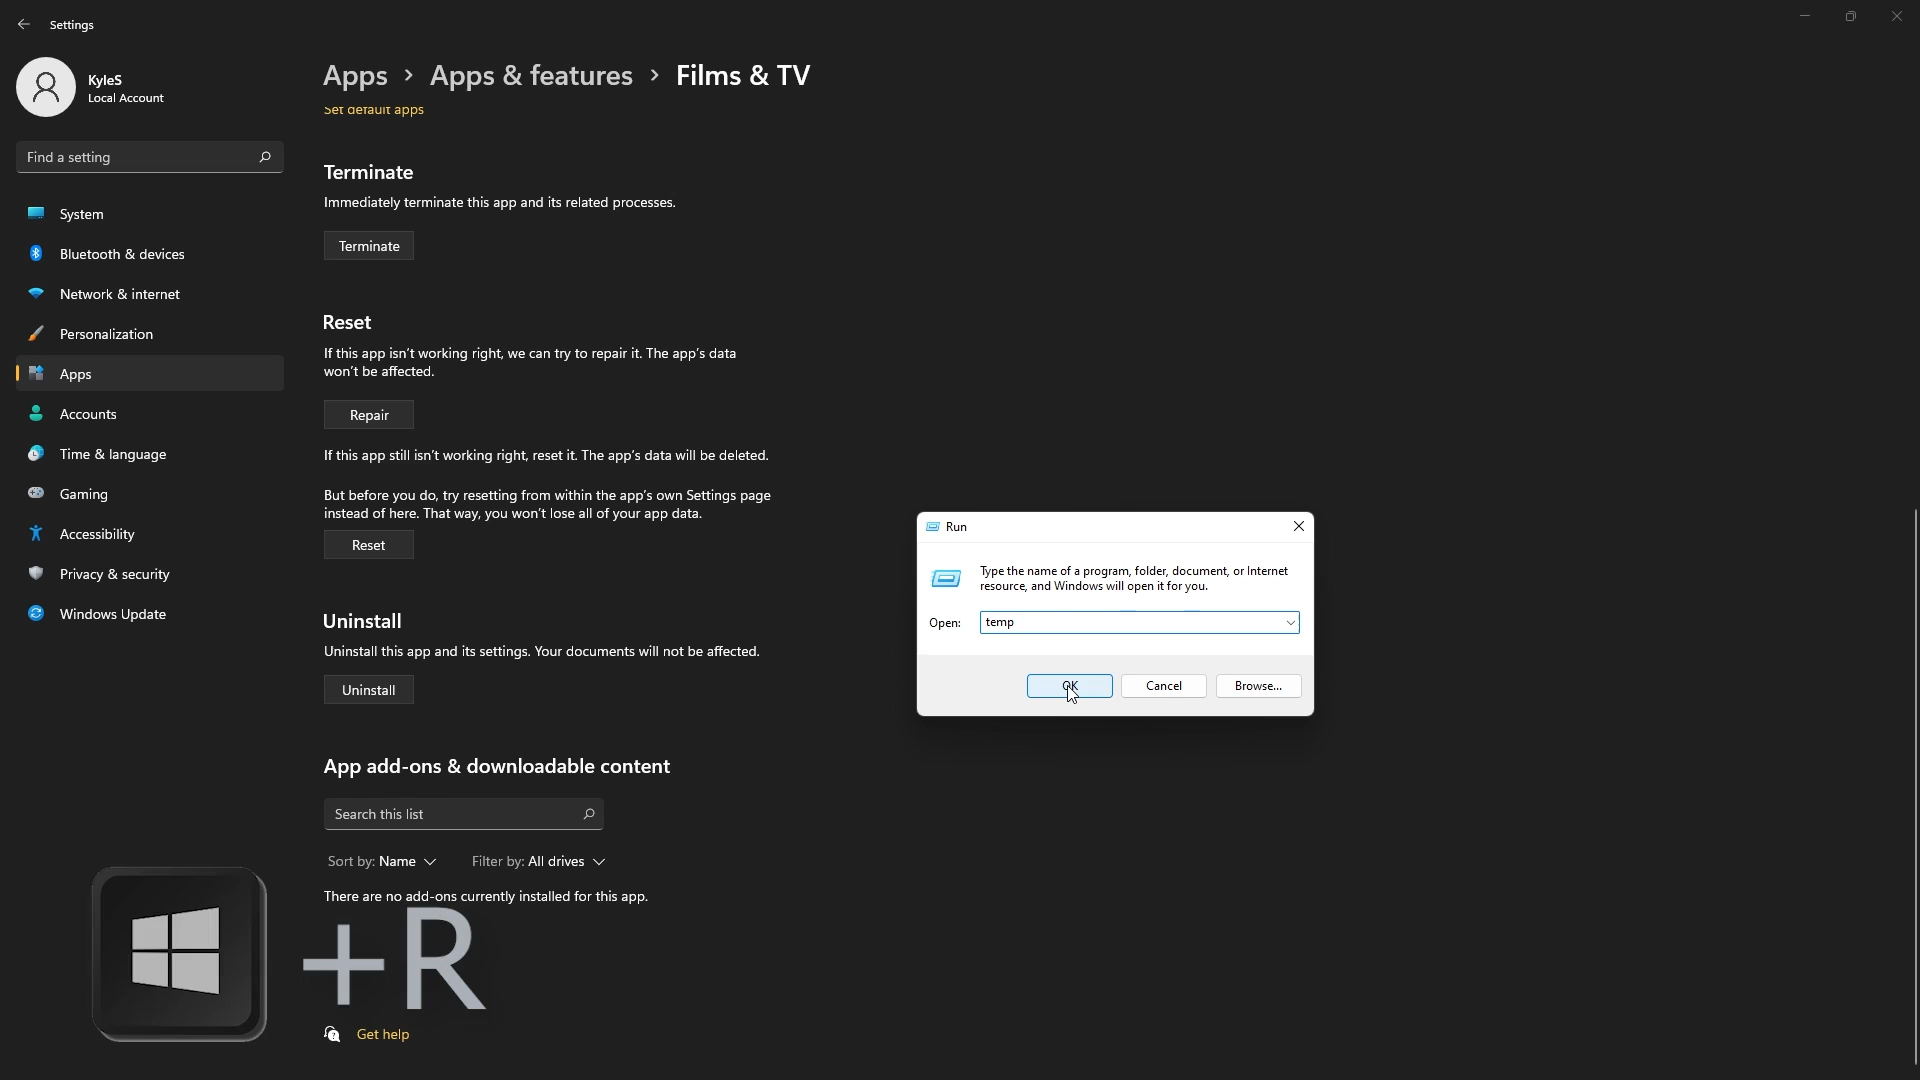 Settings
KyleS
Local Account
Find a setting
System
Bluetooth & devices
Network & internet
Personalization
Apps
Accounts
Time & language
Gaming
Accessibility
Privacy & security
Windows Update
Apps > Apps & features > Films & TV
Set default apps
Terminate
Immediately terminate this app and its related processes.
Terminate
Reset
If this app isn't working right, we can try to repair it. The app's data
won't be affected.
Repair
If this app still isn't working right, reset it. The app's data will be deleted.
But before you do, try resetting from within the app's own Settings page
instead of here. That way, you won't lose all of your app data.
Reset
Uninstall
Uninstall this app and its settings. Your documents will not be affected.
Uninstall
App add-ons & downloadable content
Search this list
Sort by: Name Filter by: All drives
There are no add-ons currently installed for this app.
+R
Get help
Run
Type the name of a program, folder, document, or Internet
resource, and Windows will open it for you.
Open: temp
OK Cancel Browse...